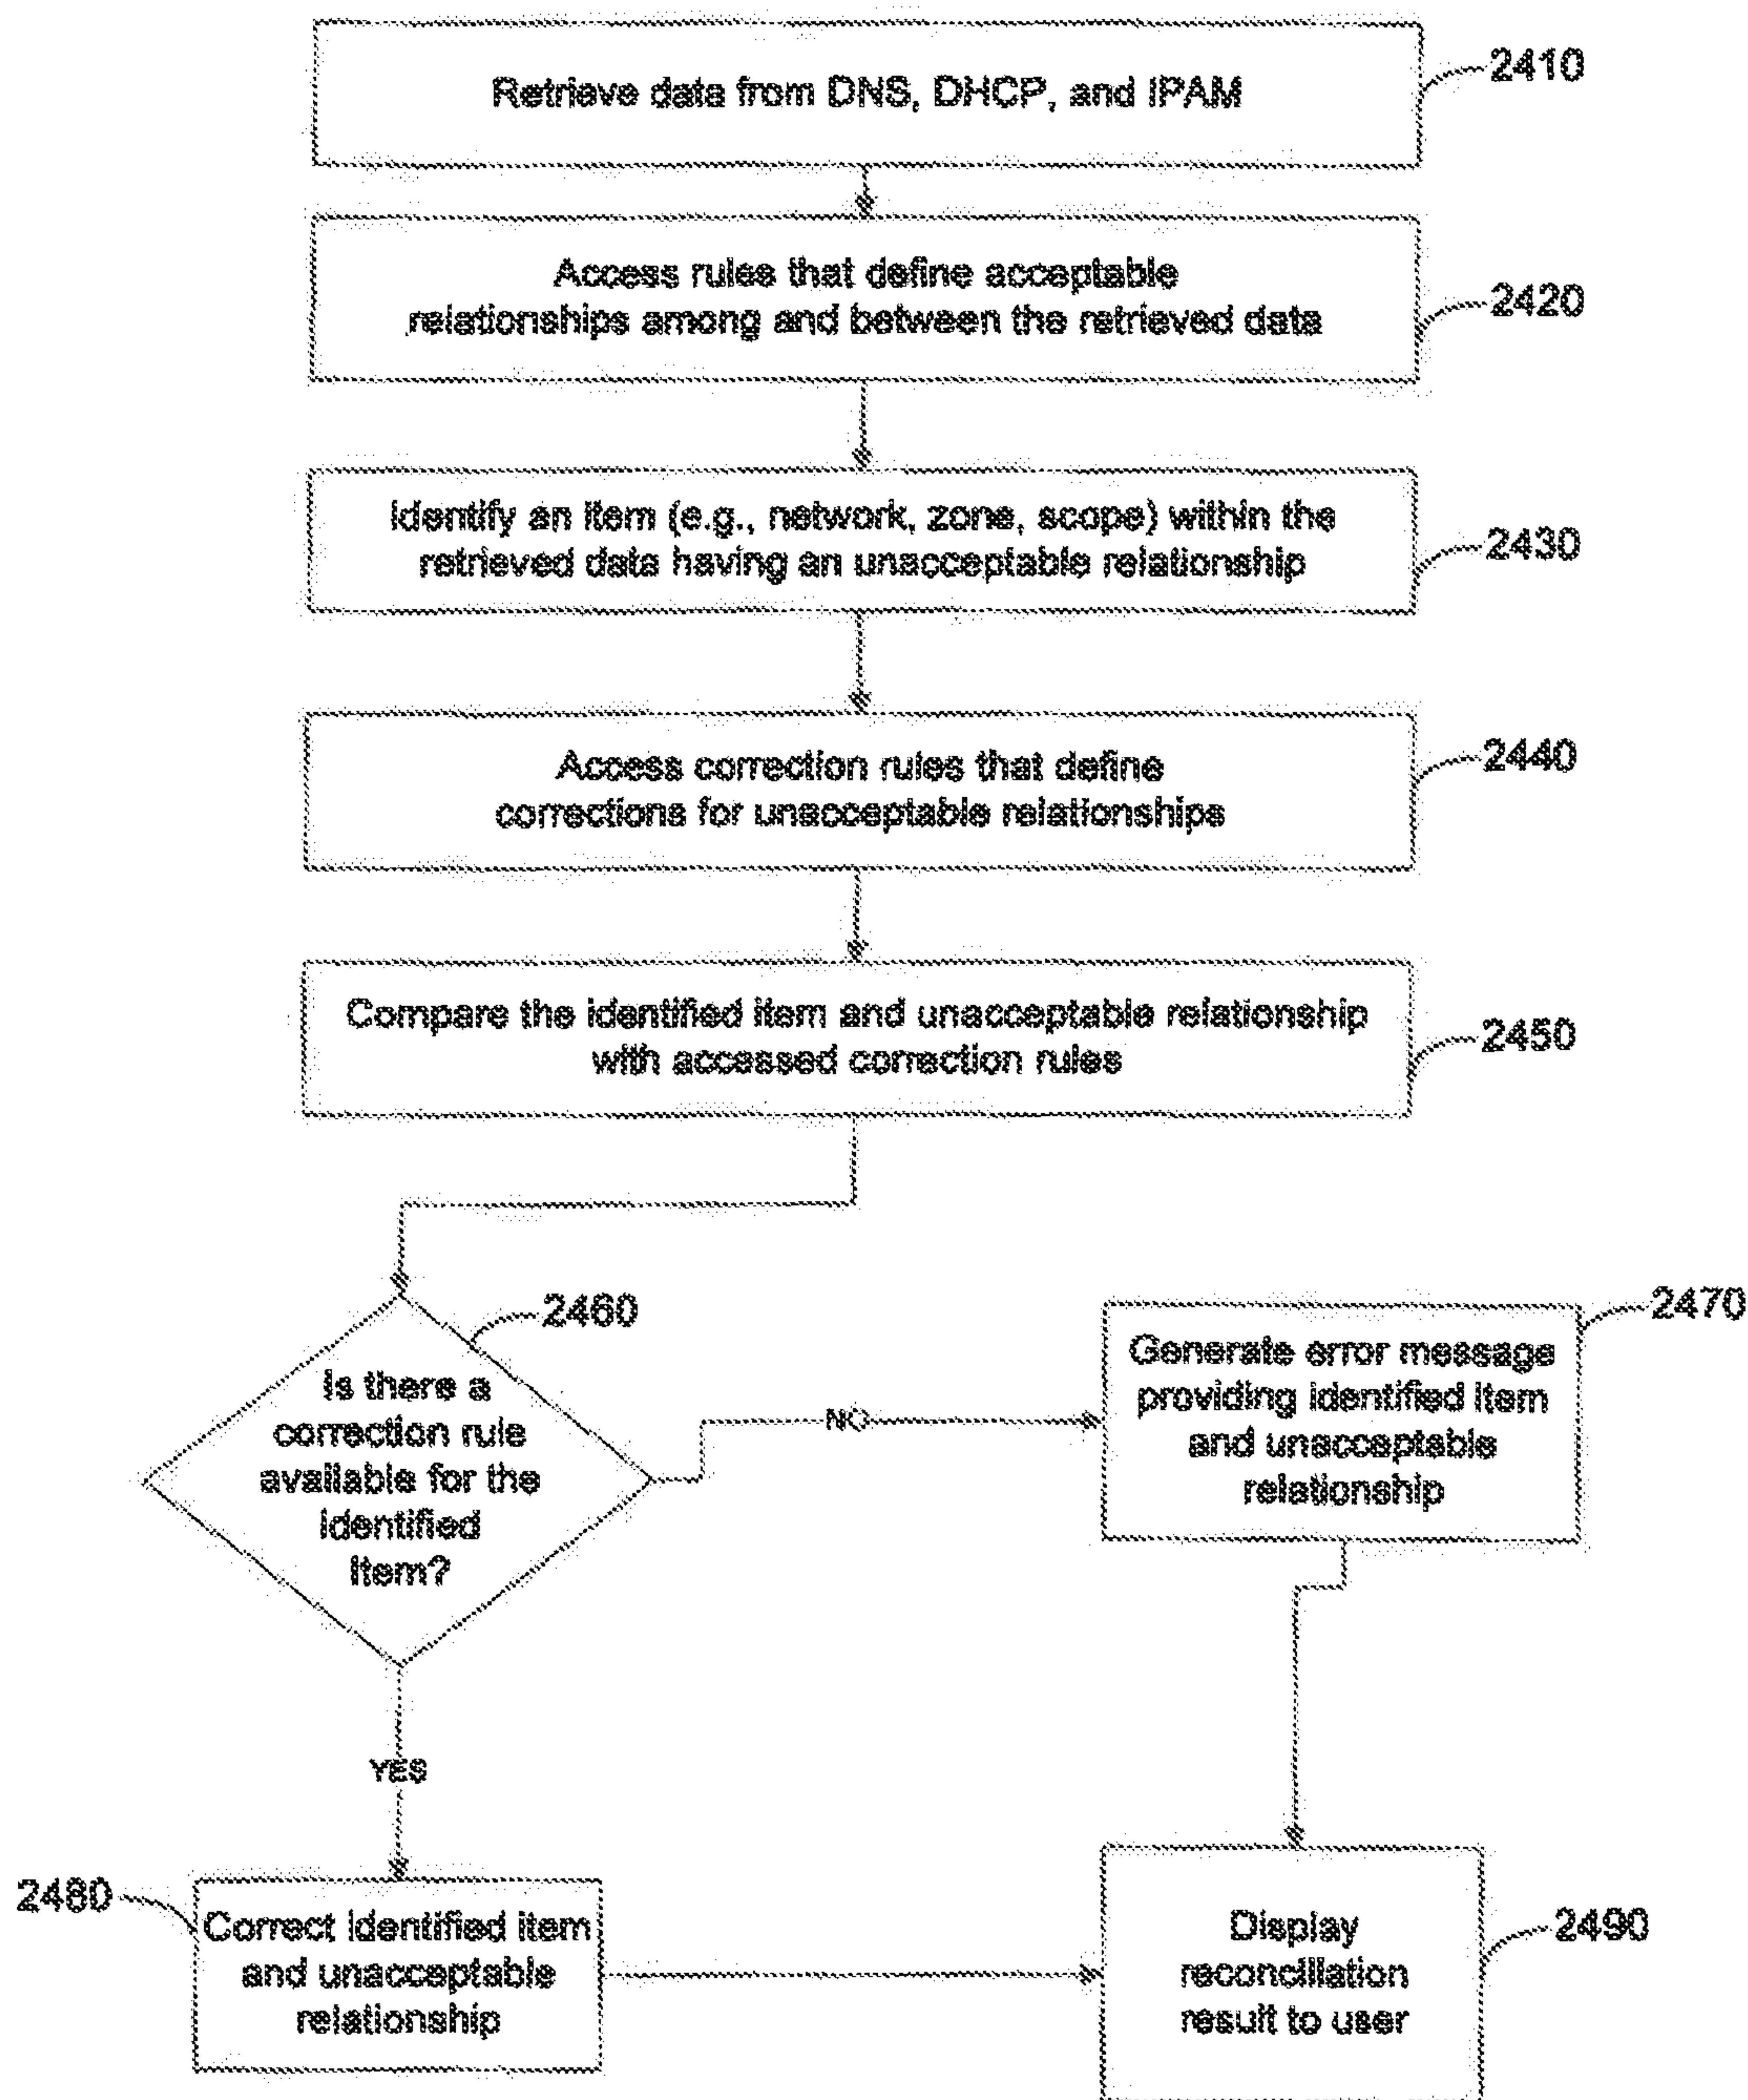 Retrieve data from DNS, DHCP, and IPAM
2410
Access rules that define acceptable
relationships among and between the retrieved data
2420
Identify an item (e.g., network, zone, scope) within the
retrieved data having an unacceptable relationship
2430
Access correction rules that define
corrections for unacceptable relationships
2440
Compare the identified item and unacceptable relationship
with accessed correction rules
2450
2460
Is there a
correction rule
available for the
identified
item?
NO
2470
Generate error message
providing identified item
and unacceptable
relationship
YES
2480
Correct identified item
and unacceptable
relationship
Display
reconciliation
result to user
2490